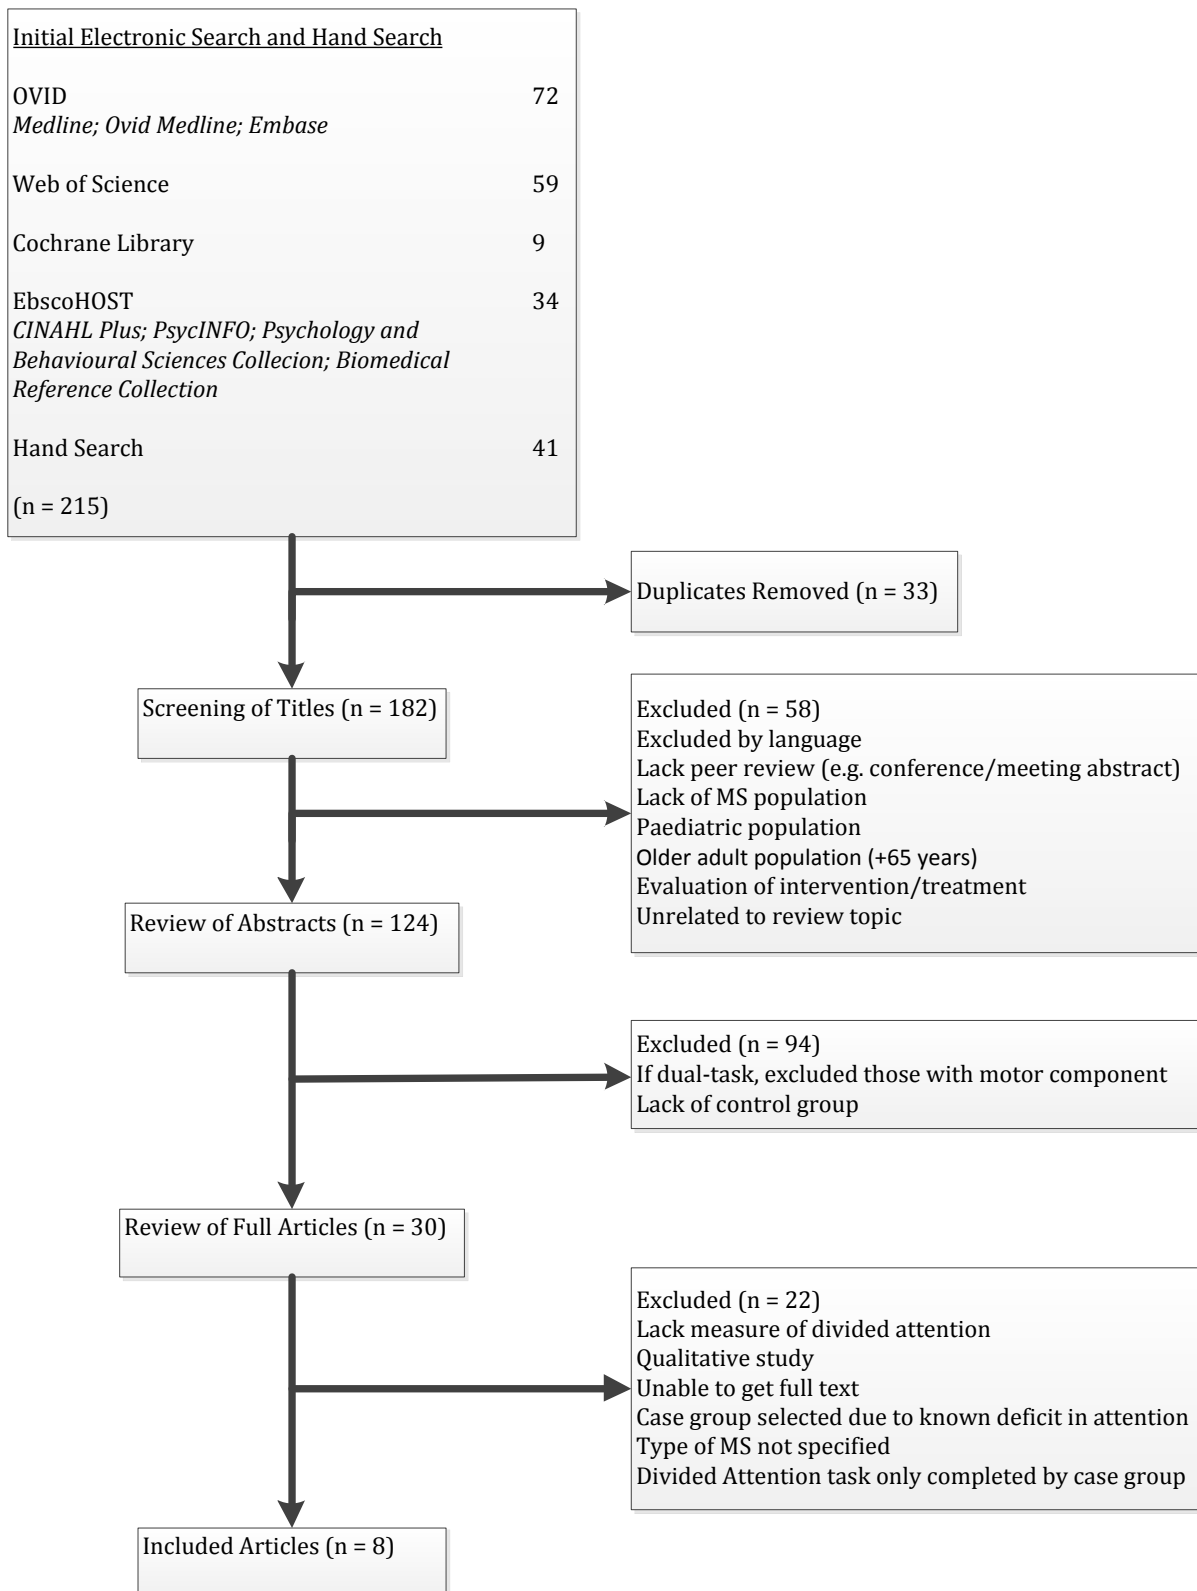 Initial Electronic Search and Hand Search
OVID 72
Medline; Ovid Medline; Embase
Web of Science 59
Cochrane Library 9
EbscoHOST 34
CINAHL Plus; PsycINFO; Psychology and
Behavioural Sciences Collecion; Biomedical
Reference Collection
Hand Search 41
(n = 215)
Duplicates Removed (n = 33)
Screening of Titles (n = 182)
Excluded (n = 58)
Excluded by language
Lack peer review (e.g. conference/meeting abstract)
Lack of MS population
Paediatric population
Older adult population (+65 years)
Evaluation of intervention/treatment
Unrelated to review topic
Review of Abstracts (n = 124)
Excluded (n = 94)
If dual-task, excluded those with motor component
Lack of control group
Review of Full Articles (n = 30)
Excluded (n = 22)
Lack measure of divided attention
Qualitative study
Unable to get full text
Case group selected due to known deficit in attention
Type of MS not specified
Divided Attention task only completed by case group
Included Articles (n = 8)